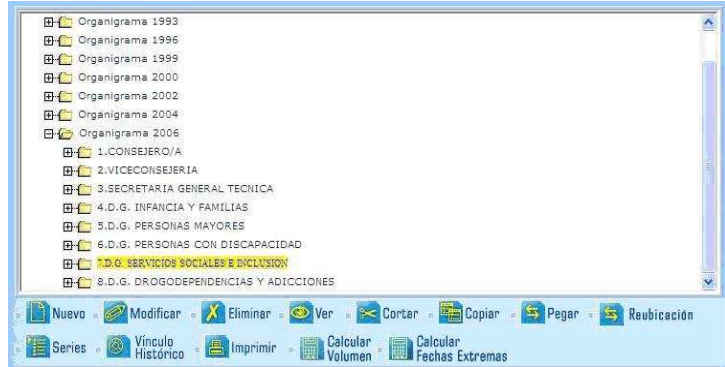 Organigrama 1993
Organigrama 1996
Organigrama 1999
Organigrama 2000
Organigrama 2002
Organigrama 2004
Organigrama 2006
1.CONSEJERO/A
2.VICECONSEJERIA
3.SECRETARIA GENERAL TECNICA
4.D.G. INFANCIA Y FAMILIAS
5.D.G. PERSONAS MAYORES
6.D.G. PERSONAS CON DISCAPACIDAD
7.D.G. SERVICIOS SOCIALES E INCLUSION
8.D.G. DROGODEPENDENCIAS Y ADICCIONES
Nuevo Modificar Eliminar Ver Cortar Copiar Pegar Reubicación
Series Vínculo Histórico Imprimir Calcular Volumen Calcular Fechas Extremas